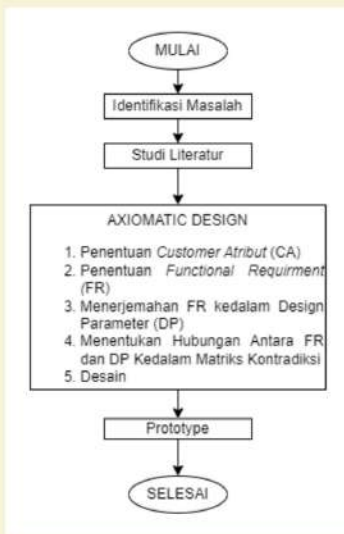 MULAI
Identifikasi Masalah
Studi Literatur
AXIOMATIC DESIGN
1. Penentuan Customer Atribut (CA)
2. Penentuan Functional Requirment
(FR)
3. Menerjemahan FR kedalam Design
Parameter (DP)
4. Menentukan Hubungan Antara FR
dan DP Kedalam Matriks Kontradiksi
5. Desain
Prototype
SELESAI